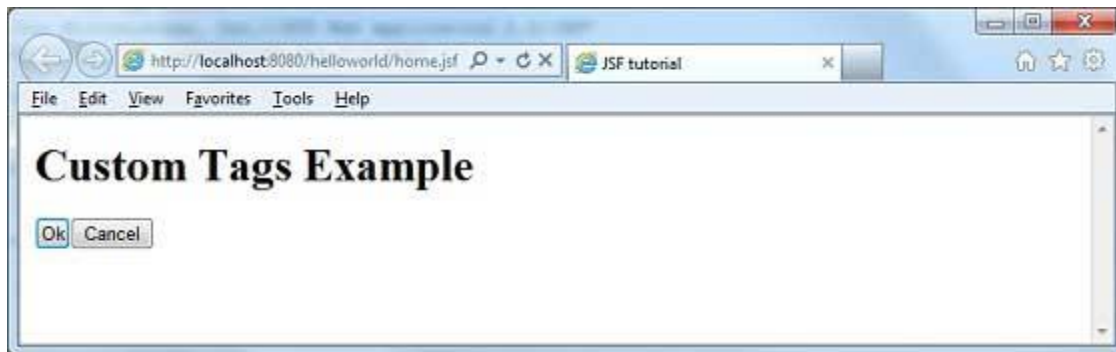 http://localhost:8080/helloworld/home.jsf
JSF tutorial
File Edit View Favorites Tools Help
Custom Tags Example
Ok Cancel